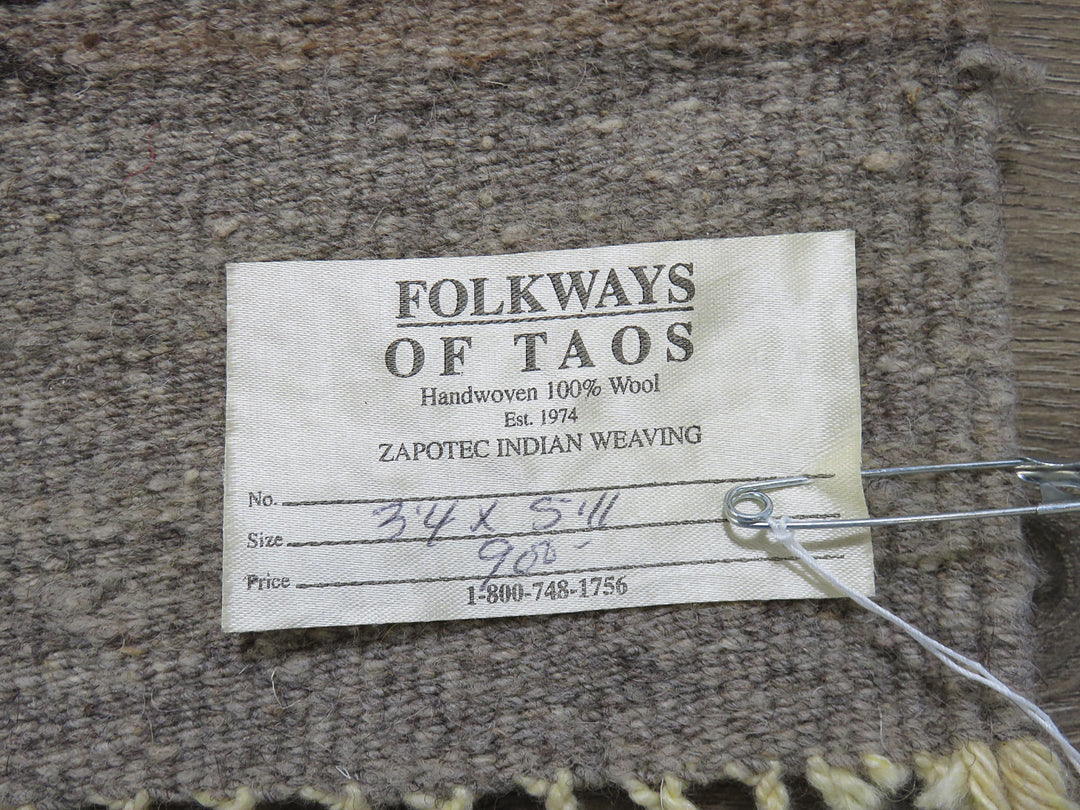 FOLKWAYS
OF TAOS
Handwoven 100% Wool
Est. 1974
ZAPOTEC INDIAN WEAVING
No.
Size 3'4 x 5'11
Price 900-
1-800-748-1756